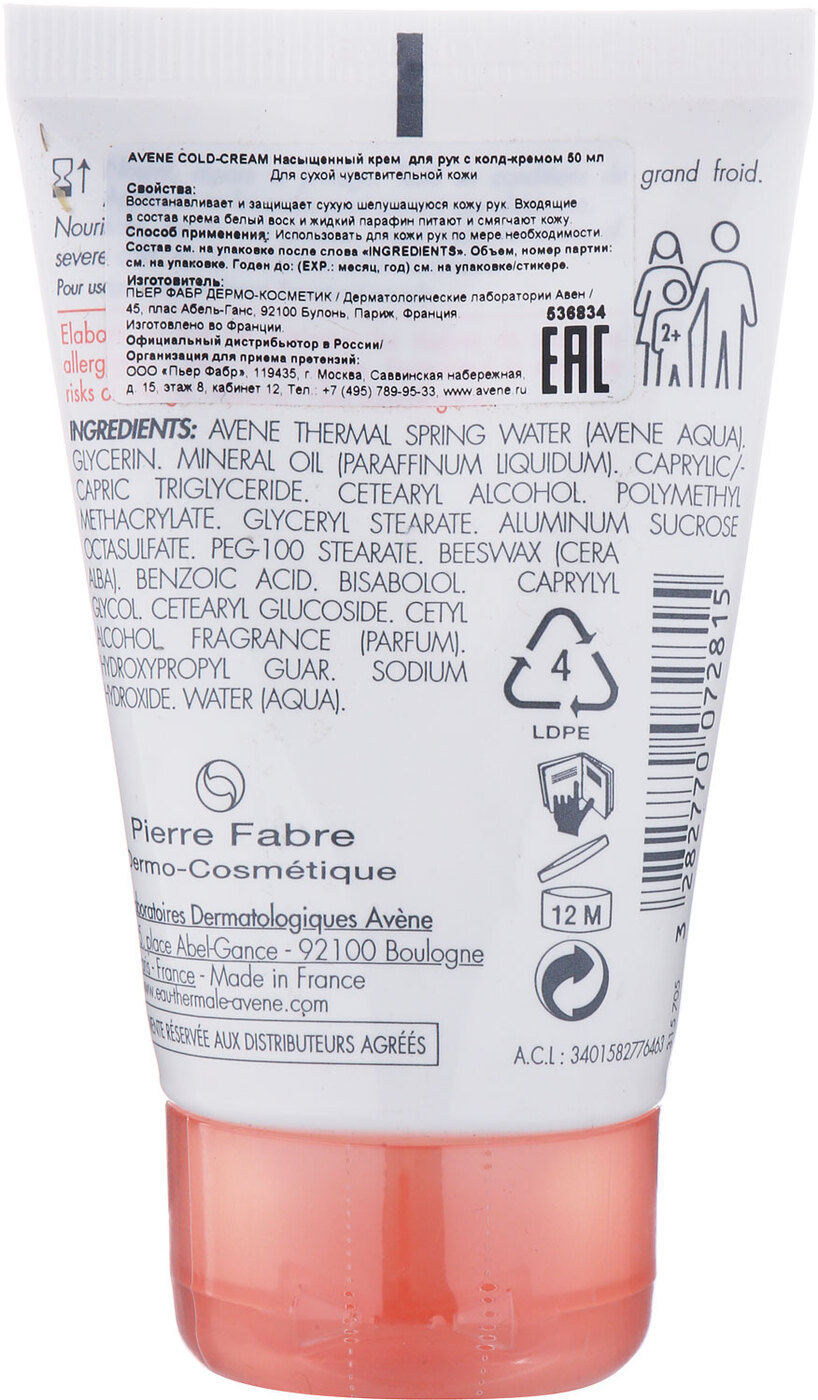 AVENE COLD-CREAM Насыщенный крем для рук с колд-кремом 50 мл
Для сухой чувствительной кожи
Свойства:
Восстанавливает и защищает сухую шелушащуюся кожу рук. Входящие
в состав крема белый воск и жидкий парафин питают и смягчают кожу.
Способ применения: Использовать для кожи рук по мере необходимости.
Состав см. на упаковке после слова «INGREDIENTS». Объем, номер партии:
см. на упаковке. Годен до: (EXP.: месяц, год) см. на упаковке/стикере.
Изготовитель:
ПЬЕР ФАБР ДЕРМО-КОСМЕТИК / Дерматологические лаборатории Авен /
45, плас Абель-Ганс, 92100 Булонь, Париж, Франция.
Изготовлено во Франции.
Официальный дистрибьютор в России/
Организация для приема претензий:
ООО «Пьер Фабр». 119435, г. Москва, Саввинская набережная,
д. 15, этаж 8, кабинет 12, Тел.: +7 (495) 789-95-33, www.avene.ru
536834
EAC
grand froid.
Nouri
severe
Pour us
Elabo
allerg
risks
2+
INGREDIENTS: AVENE THERMAL SPRING WATER (AVENE AQUA).
GLYCERIN. MINERAL OIL (PARAFFINUM LIQUIDUM). CAPRYLIC/-
CAPRIC TRIGLYCERIDE. CETEARYL ALCOHOL. POLYMETHYL
METHACRYLATE. GLYCERYL STEARATE. ALUMINUM SUCROSE
OCTASULFATE. PEG-100 STEARATE. BEESWAX (CERA
ALBA). BENZOIC ACID. BISABOLOL. CAPRYLYL
GLYCOL. CETEARYL GLUCOSIDE. CETYL
ALCOHOL. FRAGRANCE (PARFUM).
HYDROXYPROPYL GUAR. SODIUM
HYDROXIDE. WATER (AQUA).
4
LDPE
12 M
3 282770 072815
Pierre Fabre
Dermo-Cosmétique
boratoires Dermatologiques Avène
5, place Abel-Gance - 92100 Boulogne
ris - France - Made in France
www.eau-thermale-avene.com
ENTE RÉSERVÉE AUX DISTRIBUTEURS AGRÉÉS
A.C.L : 3401582776463